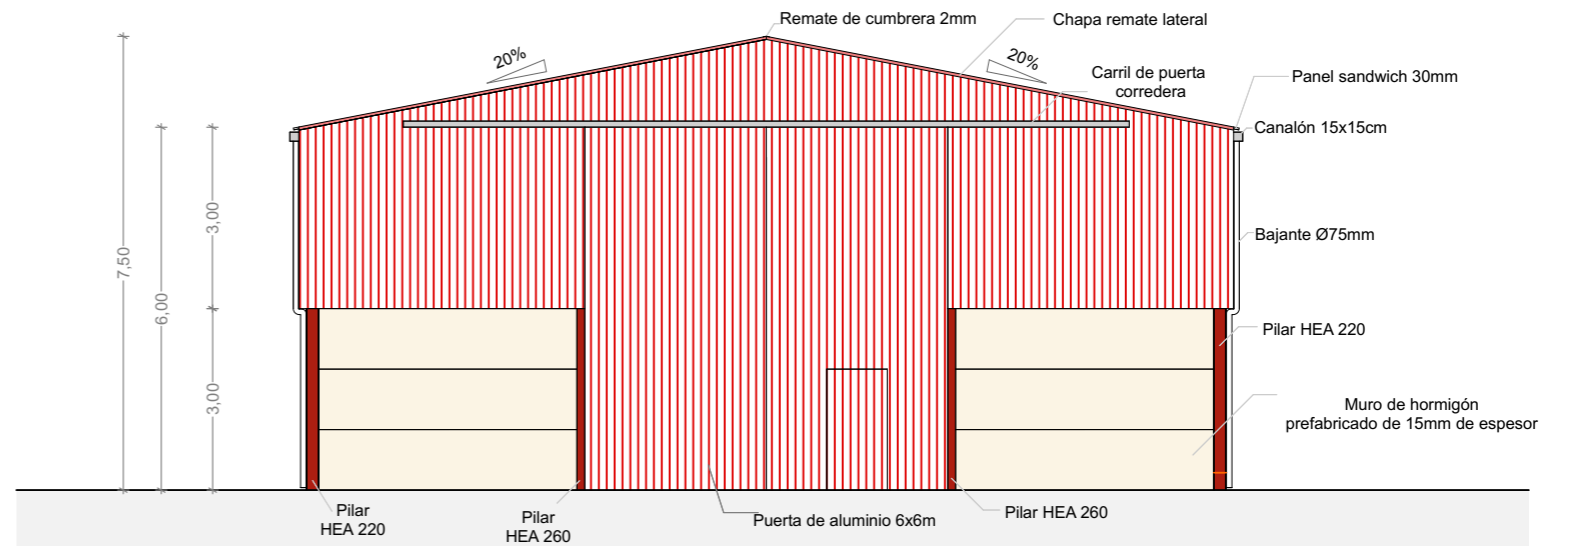 Remate de cumbrera 2mm
Chapa remate lateral
20%
20%
Carril de puerta
corredera
Panel sandwich 30mm
Canalón 15x15cm
7,50
6,00
3,00
3,00
Bajante Ø75mm
Pilar HEA 220
Muro de hormigón
prefabricado de 15mm de espesor
Pilar
HEA 220
Pilar
HEA 260
Puerta de aluminio 6x6m
Pilar HEA 260